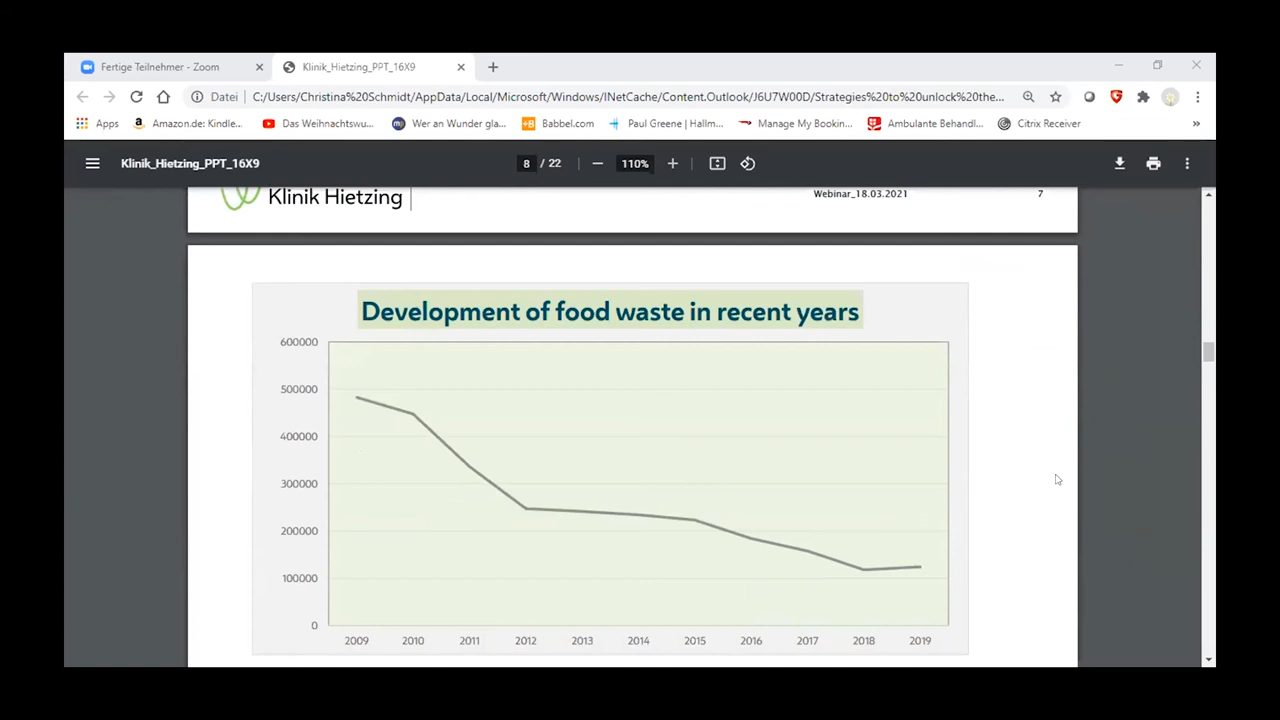 Fertige Teilnehmer - Zoom
Klinik_Hietzing_PPT_16X9
Datei
C:/Users/Christina%20Schmidt/AppData/Local/Microsoft/Windows/INetCache/Content.Outlook/J6U7W00D/Strategies%20to%20unlock%20the...
Apps
Amazon.de: Kindle...
Das Weihnachtswu...
Wer an Wunder gla...
Babbel.com
Paul Greene | Hallm...
Manage My Bookin...
Ambulante Behandl...
Citrix Receiver
»
Klinik_Hietzing_PPT_16X9
8 / 22
110%
Klinik Hietzing
Webinar_18.03.2021
7
Development of food waste in recent years
600000
500000
400000
300000
200000
100000
0
2009 2010 2011 2012 2013 2014 2015 2016 2017 2018 2019